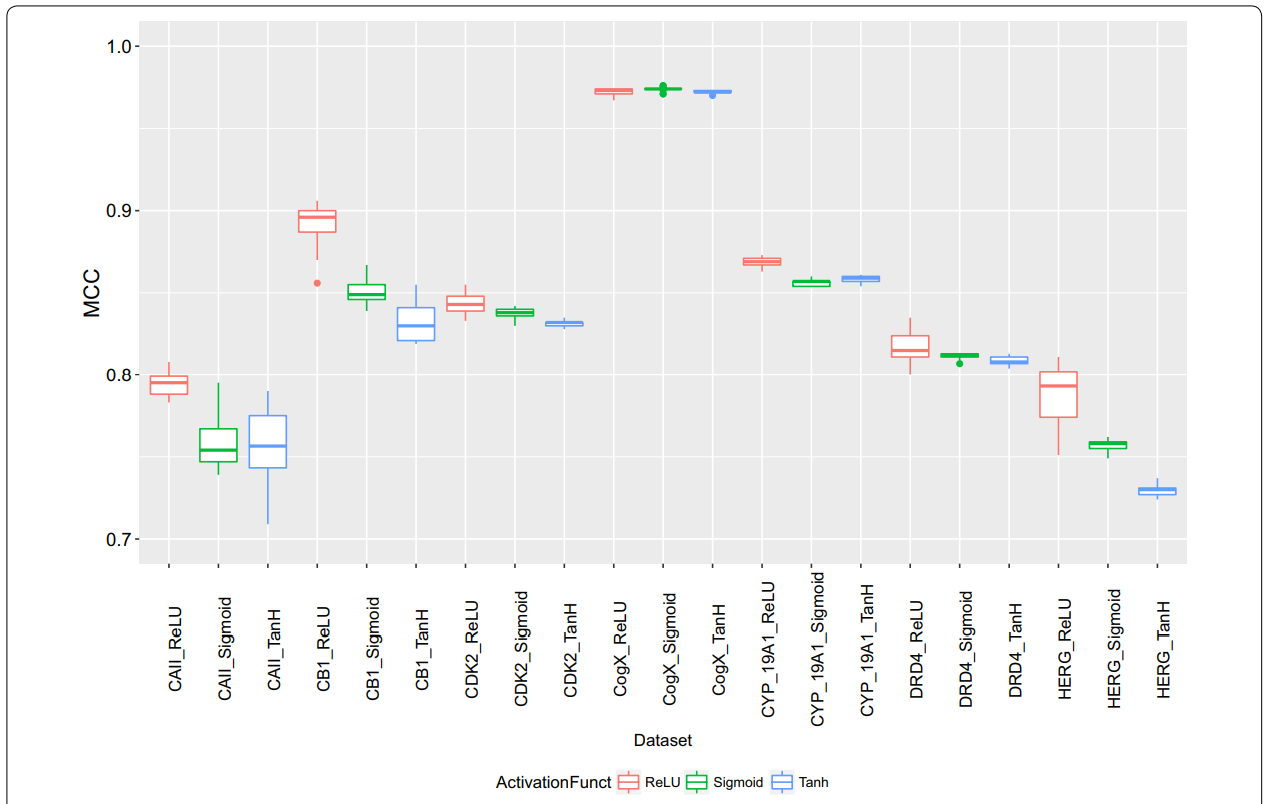 1.0
0.9
0.8
0.7
MCC
CAII_ReLU
CAII_Sigmoid
CAII_TanH
CB1_ReLU
CB1_Sigmoid
CB1_TanH
CDK2_ReLU
CDK2_Sigmoid
CDK2_TanH
CogX_ReLU
CogX_Sigmoid
CogX_TanH
CYP_19A1_ReLU
CYP_19A1_Sigmoid
CYP_19A1_TanH
DRD4_ReLU
DRD4_Sigmoid
DRD4_TanH
HERG_ReLU
HERG_Sigmoid
HERG_TanH
Dataset
ActivationFunct ReLU Sigmoid Tanh